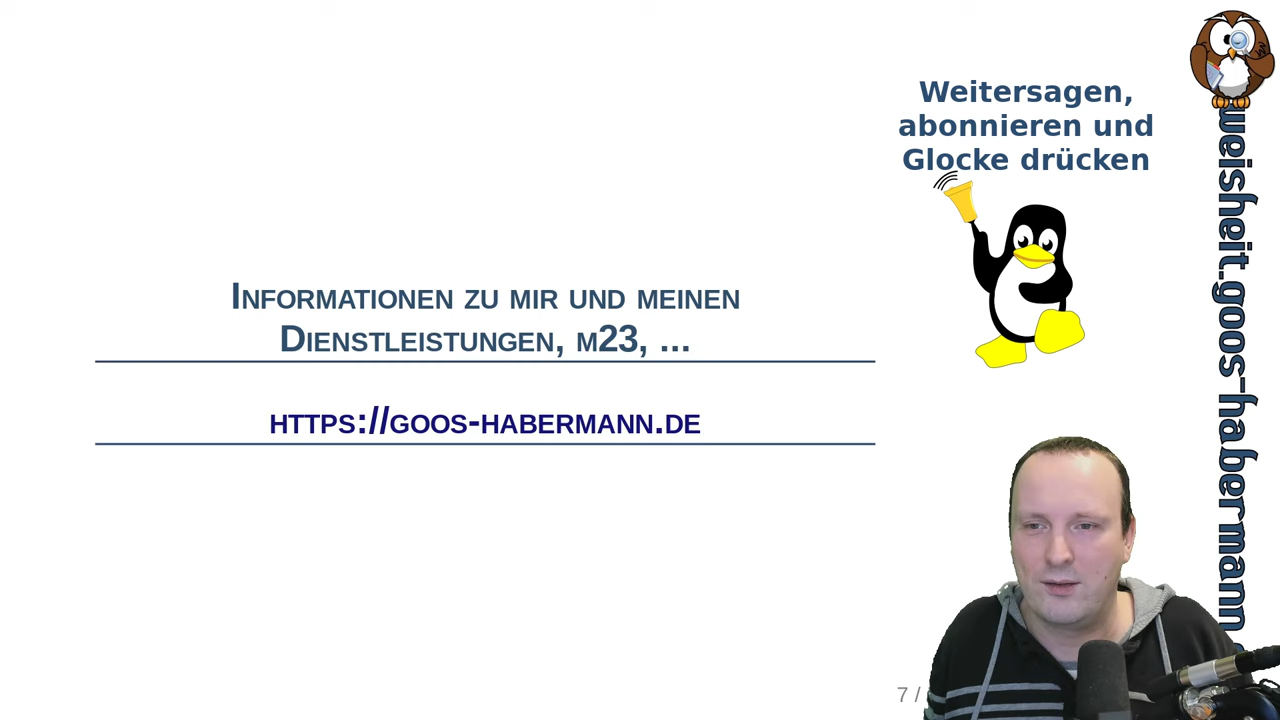 Weitersagen,
abonnieren und
Glocke drücken
Informationen zu mir und meinen
Dienstleistungen, m23, ...
https://goos-habermann.de
weisheit.goos-habermann
7 /